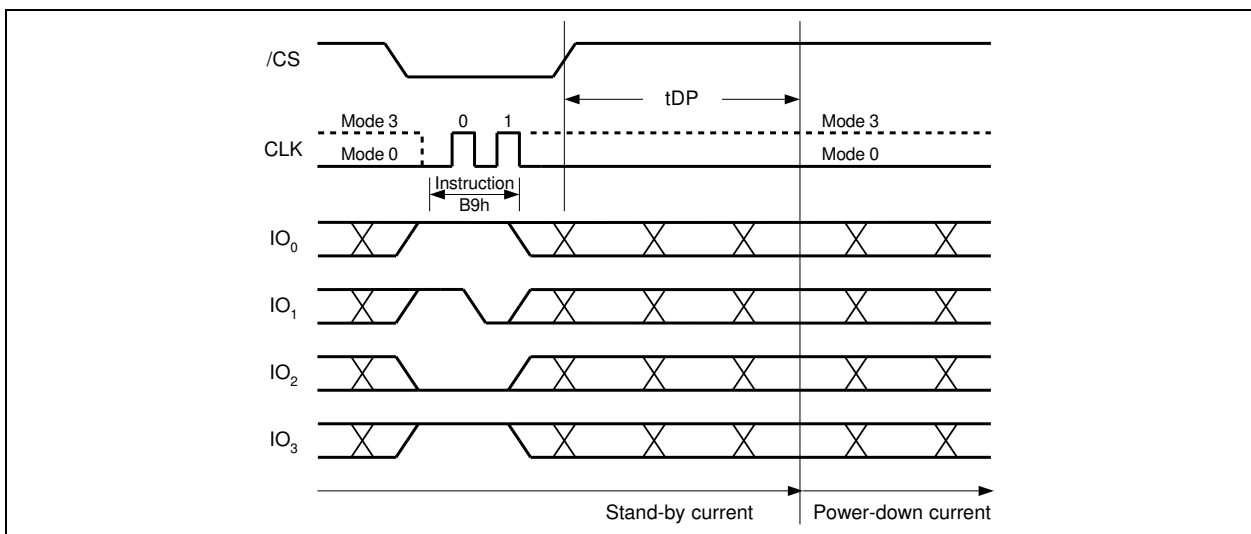 /CS
tDP
Mode 3 0 1 Mode 3
CLK
Mode 0 Mode 0
Instruction
B9h
IO0
IO1
IO2
IO3
Stand-by current Power-down current